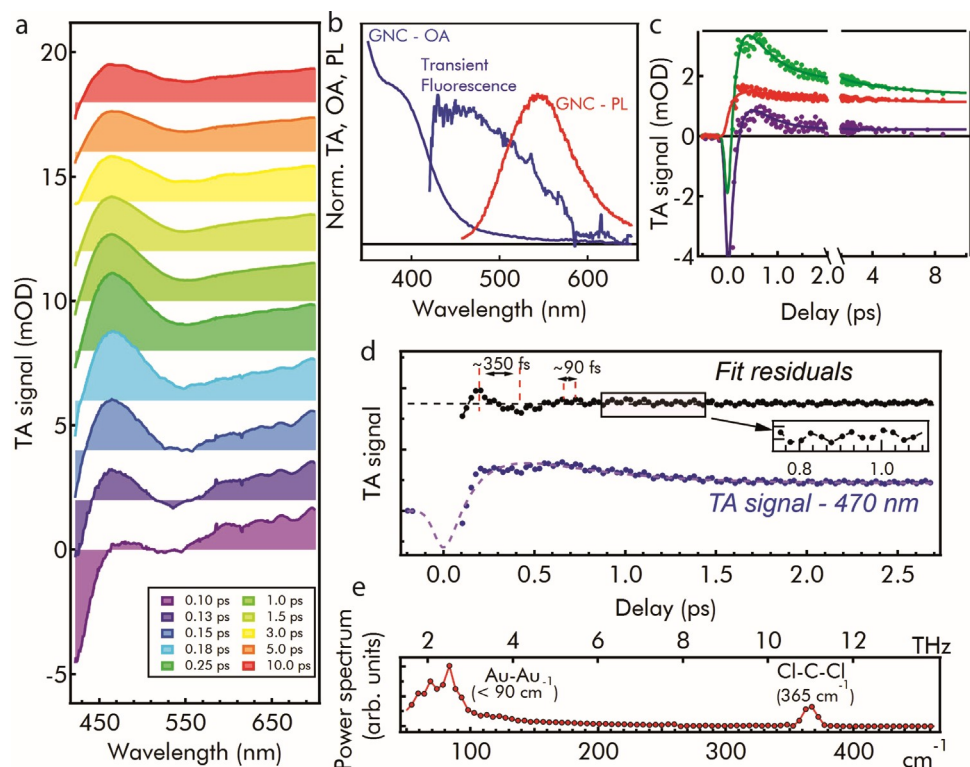 a
20
15
10
5
0
-5
TA signal (mOD)
0.10 ps
0.13 ps
0.15 ps
0.18 ps
0.25 ps
1.0 ps
1.5 ps
3.0 ps
5.0 ps
10.0 ps
450
550
650
Wavelength (nm)
b
GNC - OA
Transient
Fluorescence
GNC - PL
Norm. TA, OA, PL
400
500
600
Wavelength (nm)
c
2
0
-2
-4
TA signal (mOD)
0.0
1.0
2.0
4
8
Delay (ps)
d
~350 fs
~90 fs
Fit residuals
0.8
1.0
TA signal - 470 nm
TA signal
0.0
0.5
1.0
1.5
2.0
2.5
Delay (ps)
e
2
4
6
8
10
12
THz
Au-Au
(< 90 cm-1)
Cl-C-Cl
(365 cm-1)
Power spectrum
(arb. units)
100
200
300
400
cm-1